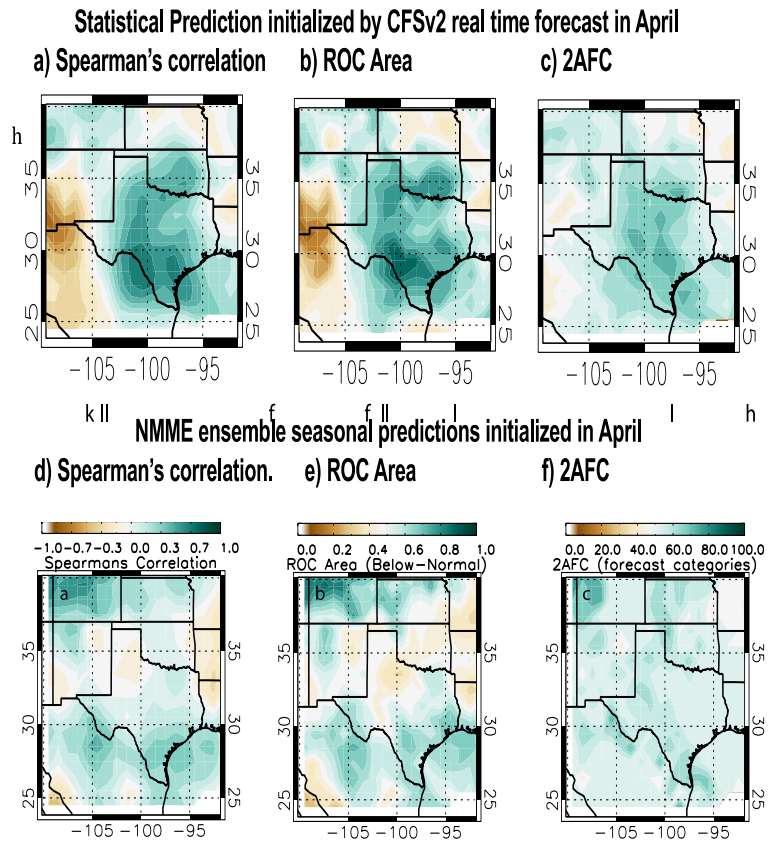 Statistical Prediction initialized by CFSv2 real time forecast in April
a) Spearman's correlation b) ROC Area c) 2AFC
h
35 35 35
30 30 30
25 25 25 25
-105 -100 -95 -105 -100 -95 -105 -100 -95
k ll f f ll l l h
NMME ensemble seasonal predictions initialized in April
d) Spearman's correlation. e) ROC Area f) 2AFC
-1.0 -0.7 -0.3 0.0 0.3 0.7 1.0 0.0 0.2 0.4 0.6 0.8 1.0 0.0 20.0 40.0 60.0 80.0 100.0
Spearmans Correlation ROC Area (Below-Normal) 2AFC (forecast categories)
a b c
35 35 35
30 30 30 30 30
25 25 25 25 25 25
-105 -100 -95 -105 -100 -95 -105 -100 -95